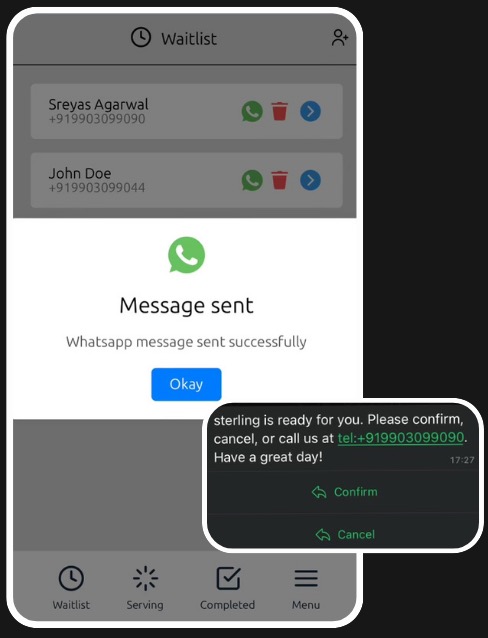 Waitlist
Sreyas Agarwal
+919903099090
John Doe
+919903099044
Message sent
Whatsapp message sent successfully
Okay
sterling is ready for you. Please confirm,
cancel, or call us at tel:+919903099090.
Have a great day!
17:27
Confirm
Cancel
Waitlist
Serving
Completed
Menu